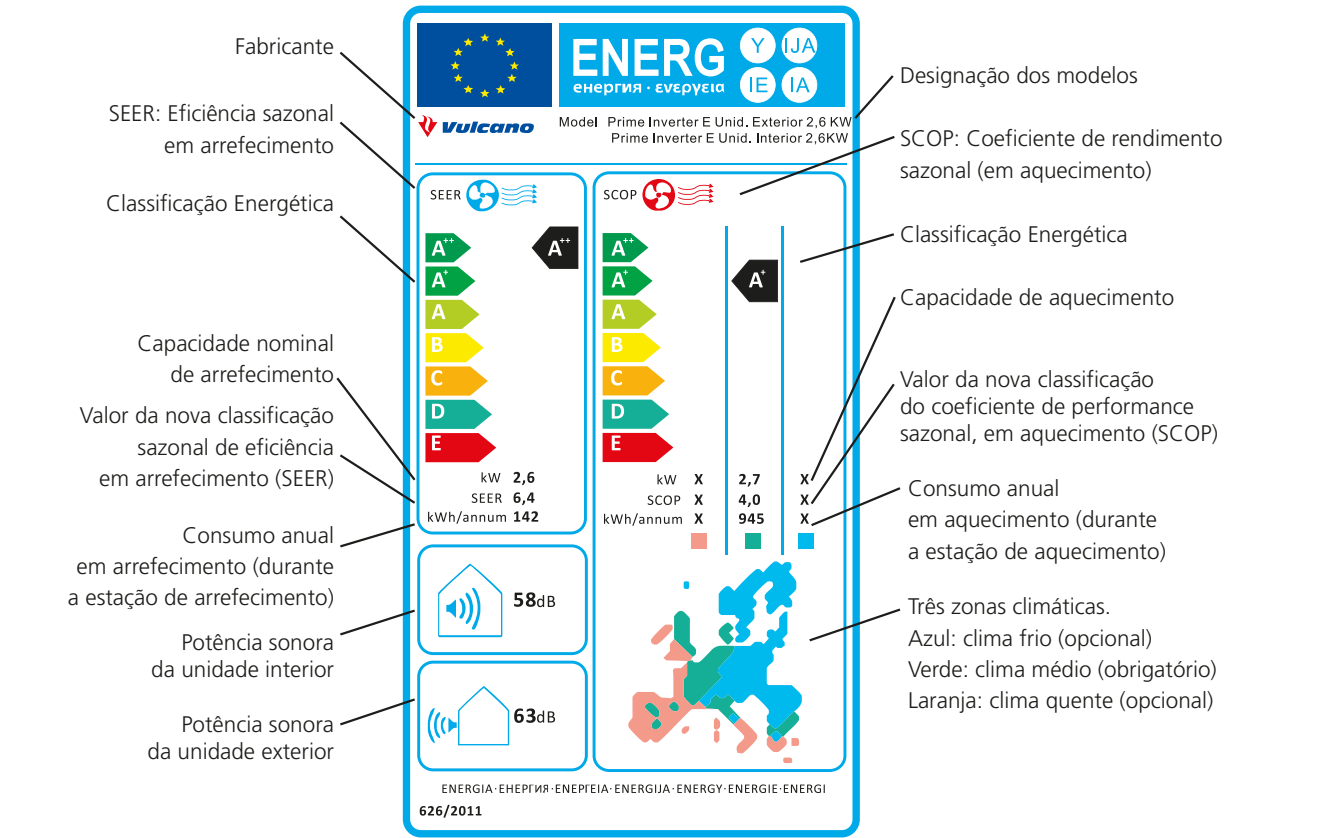 Fabricante
SEER: Eficiência sazonal
em arrefecimento
Classificação Energética
Capacidade nominal
de arrefecimento
Valor da nova classificação
sazonal de eficiência
em arrefecimento (SEER)
Consumo anual
em arrefecimento (durante
a estação de arrefecimento)
Potência sonora
da unidade interior
Potência sonora
da unidade exterior
ENERG
енергия · ενεργεια
Y IJA
IE IA
Vulcano
Model Prime Inverter E Unid. Exterior 2,6 KW
Prime Inverter E Unid. Interior 2,6KW
SEER
A++ A++
A+
A
B
C
D
E
kW 2,6
SEER 6,4
kWh/annum 142
58dB
63dB
SCOP
A++
A+ A+
A
B
C
D
E
kW X 2,7 X
SCOP X 4,0 X
kWh/annum X 945 X
ENERGIA·ЕНЕРГИЯ·ΕΝΕΡΓΕΙΑ·ENERGIJA·ENERGY·ENERGIE·ENERGI
626/2011
Designação dos modelos
SCOP: Coeficiente de rendimento
sazonal (em aquecimento)
Classificação Energética
Capacidade de aquecimento
Valor da nova classificação
do coeficiente de performance
sazonal, em aquecimento (SCOP)
Consumo anual
em aquecimento (durante
a estação de aquecimento)
Três zonas climáticas.
Azul: clima frio (opcional)
Verde: clima médio (obrigatório)
Laranja: clima quente (opcional)